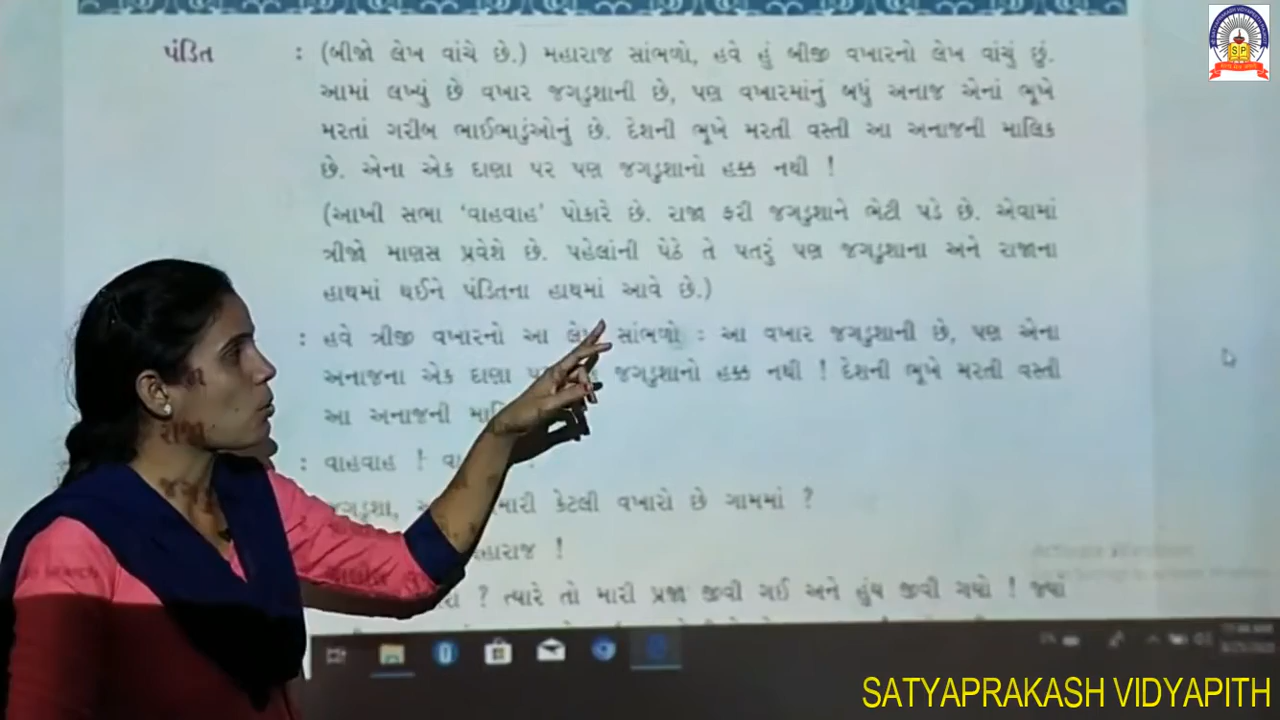 પંડિત : (બીજો લેખ વાંચે છે.) મહારાજ સાંભળો, હવે હું બીજી વખારનો લેખ વાંચું છું.
આમાં લખ્યું છે વખાર જગડુશાની છે, પણ વખારમાંનું બધું અનાજ એનાં ભૂખે
મરતાં ગરીબ ભાઈભાડુંઓનું છે. દેશની ભૂખે મરતી વસ્તી આ અનાજની માલિક
છે. એના એક દાણા પર પણ જગડુશાનો હક્ક નથી !
(આખી સભા ‘વાહવાહ’ પોકારે છે. રાજા ફરી જગડુશાને ભેટી પડે છે. એવામાં
ત્રીજો માણસ પ્રવેશે છે. પહેલાંની પેઠે તે પતરું પણ જગડુશાના અને રાજાના
હાથમાં થઈને પંડિતના હાથમાં આવે છે.)
: હવે ત્રીજી વખારનો આ સાંભળો : આ વખાર જગડુશાની છે, પણ એના
અનાજના એક દાણા જગડુશાનો હક્ક નથી ! દેશની ભૂખે મરતી વસ્તી
આ અનાજની
: વાહવાહ !
જગડુશા, કેટલી વખારો છે ગામમાં ?
મહારાજ !
? ત્યારે તો મારી પ્રજા જીવી ગઈ અને હુંય જીવી ગયો ! જ્યાં
SP
SATYAPRAKASH VIDYAPITH